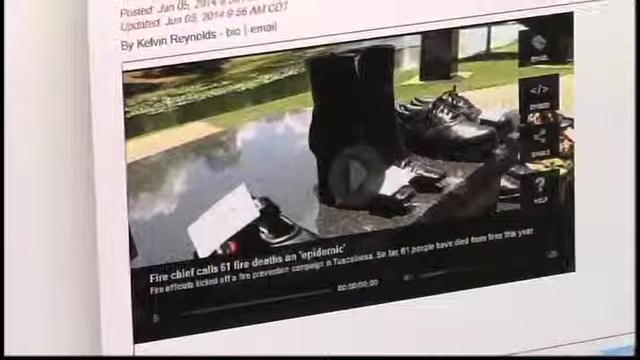 Posted: Jun 05, 2014
Updated: Jun 05, 2014 9:56 AM CDT
By Kelvin Reynolds - bio | email
EMAIL
</>
EMBED
SHARE
?
HELP
Fire chief calls 61 fire deaths an 'epidemic'
Fire officials kicked off a fire prevention campaign in Tuscaloosa. So far 61 people have died from fires this year
00:00/00:00